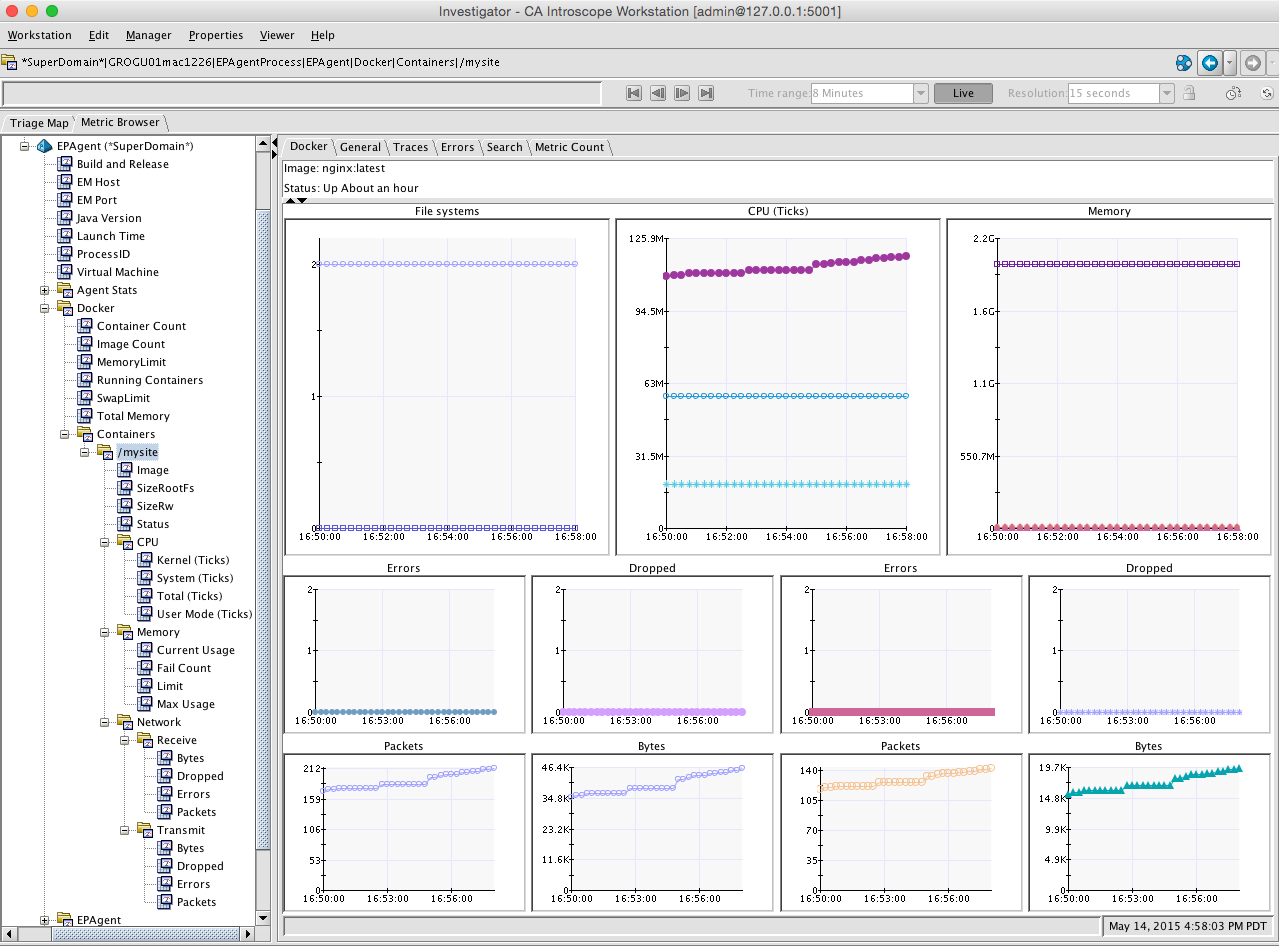 Investigator - CA Introscope Workstation [admin@127.0.0.1:5001]
Workstation Edit Manager Properties Viewer Help
*SuperDomain*|GROGU01mac1226|EPAgentProcess|EPAgent|Docker|Containers|/mysite
Time range: 8 Minutes Live Resolution: 15 seconds
Triage Map Metric Browser
EPAgent (*SuperDomain*)
Build and Release
EM Host
EM Port
Java Version
Launch Time
ProcessID
Virtual Machine
Agent Stats
Docker
Container Count
Image Count
MemoryLimit
Running Containers
SwapLimit
Total Memory
Containers
/mysite
Image
SizeRootFs
SizeRw
Status
CPU
Kernel (Ticks)
System (Ticks)
Total (Ticks)
User Mode (Ticks)
Memory
Current Usage
Fail Count
Limit
Max Usage
Network
Receive
Bytes
Dropped
Errors
Packets
Transmit
Bytes
Dropped
Errors
Packets
EPAgent
Docker General Traces Errors Search Metric Count
Image: nginx:latest
Status: Up About an hour
File systems
2
1
0
16:50:00 16:52:00 16:54:00 16:56:00 16:58:00
CPU (Ticks)
125.9M
94.5M
63M
31.5M
0
16:50:00 16:52:00 16:54:00 16:56:00 16:58:00
Memory
2.2G
1.6G
1.1G
550.7M
0
16:50:00 16:52:00 16:54:00 16:56:00 16:58:00
Errors
2
1
0
16:50:00 16:53:00 16:56:00
Dropped
2
1
0
16:50:00 16:53:00 16:56:00
Errors
2
1
0
16:50:00 16:53:00 16:56:00
Dropped
2
1
0
16:50:00 16:53:00 16:56:00
Packets
212
159
106
53
0
16:50:00 16:53:00 16:56:00
Bytes
46.4K
34.8K
23.2K
11.6K
0
16:50:00 16:53:00 16:56:00
Packets
140
105
70
35
0
16:50:00 16:53:00 16:56:00
Bytes
19.7K
14.8K
9.9K
4.9K
0
16:50:00 16:53:00 16:56:00
May 14, 2015 4:58:03 PM PDT